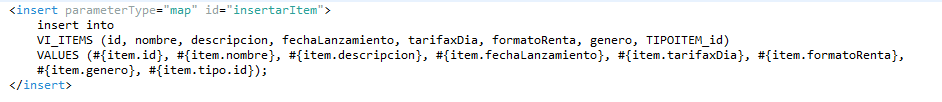 <insert parameterType="map" id="insertarItem">
insert into
VI_ITEMS (id, nombre, descripcion, fechaLanzamiento, tarifaxDia, formatoRenta, genero, TIPOITEM_id)
VALUES (#{item.id}, #{item.nombre}, #{item.descripcion}, #{item.fechaLanzamiento}, #{item.tarifaxDia}, #{item.formatoRenta},
#{item.genero}, #{item.tipo.id});
</insert>